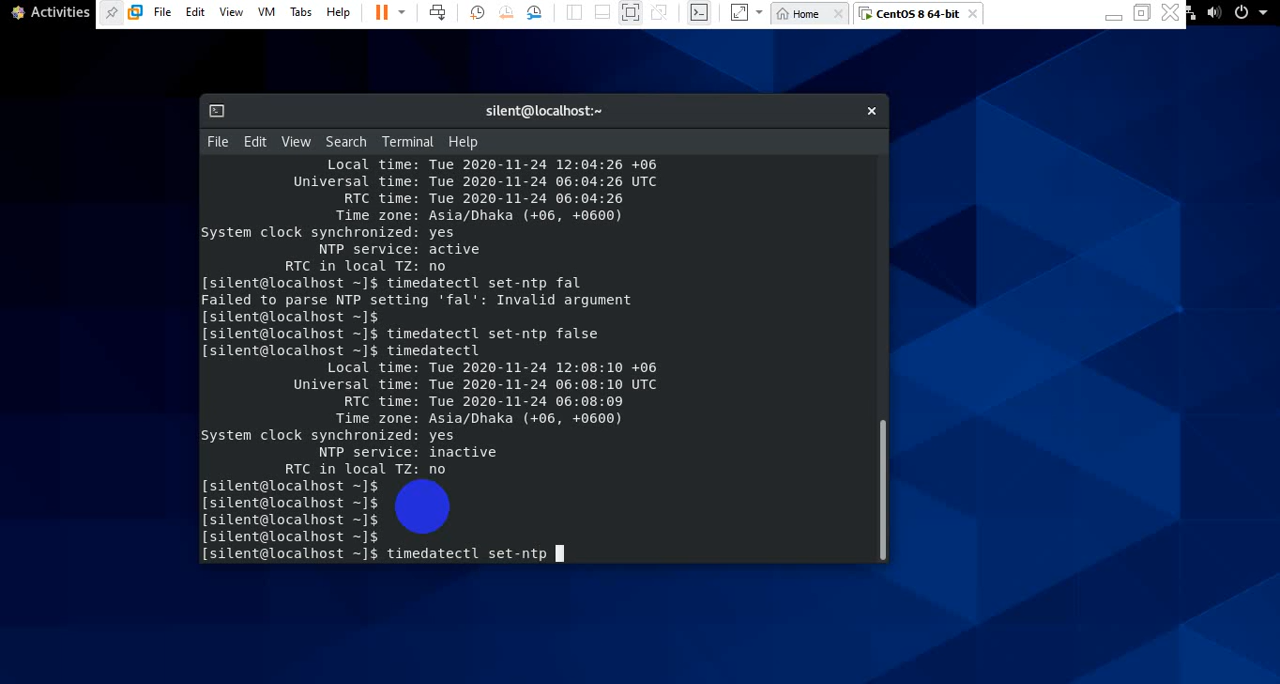 Activities File Edit View VM Tabs Help Home CentOS 8 64-bit
silent@localhost:~
File Edit View Search Terminal Help
Local time: Tue 2020-11-24 12:04:26 +06
Universal time: Tue 2020-11-24 06:04:26 UTC
RTC time: Tue 2020-11-24 06:04:26
Time zone: Asia/Dhaka (+06, +0600)
System clock synchronized: yes
NTP service: active
RTC in local TZ: no
[silent@localhost ~]$ timedatectl set-ntp fal
Failed to parse NTP setting 'fal': Invalid argument
[silent@localhost ~]$
[silent@localhost ~]$ timedatectl set-ntp false
[silent@localhost ~]$ timedatectl
Local time: Tue 2020-11-24 12:08:10 +06
Universal time: Tue 2020-11-24 06:08:10 UTC
RTC time: Tue 2020-11-24 06:08:09
Time zone: Asia/Dhaka (+06, +0600)
System clock synchronized: yes
NTP service: inactive
RTC in local TZ: no
[silent@localhost ~]$
[silent@localhost ~]$
[silent@localhost ~]$
[silent@localhost ~]$
[silent@localhost ~]$ timedatectl set-ntp